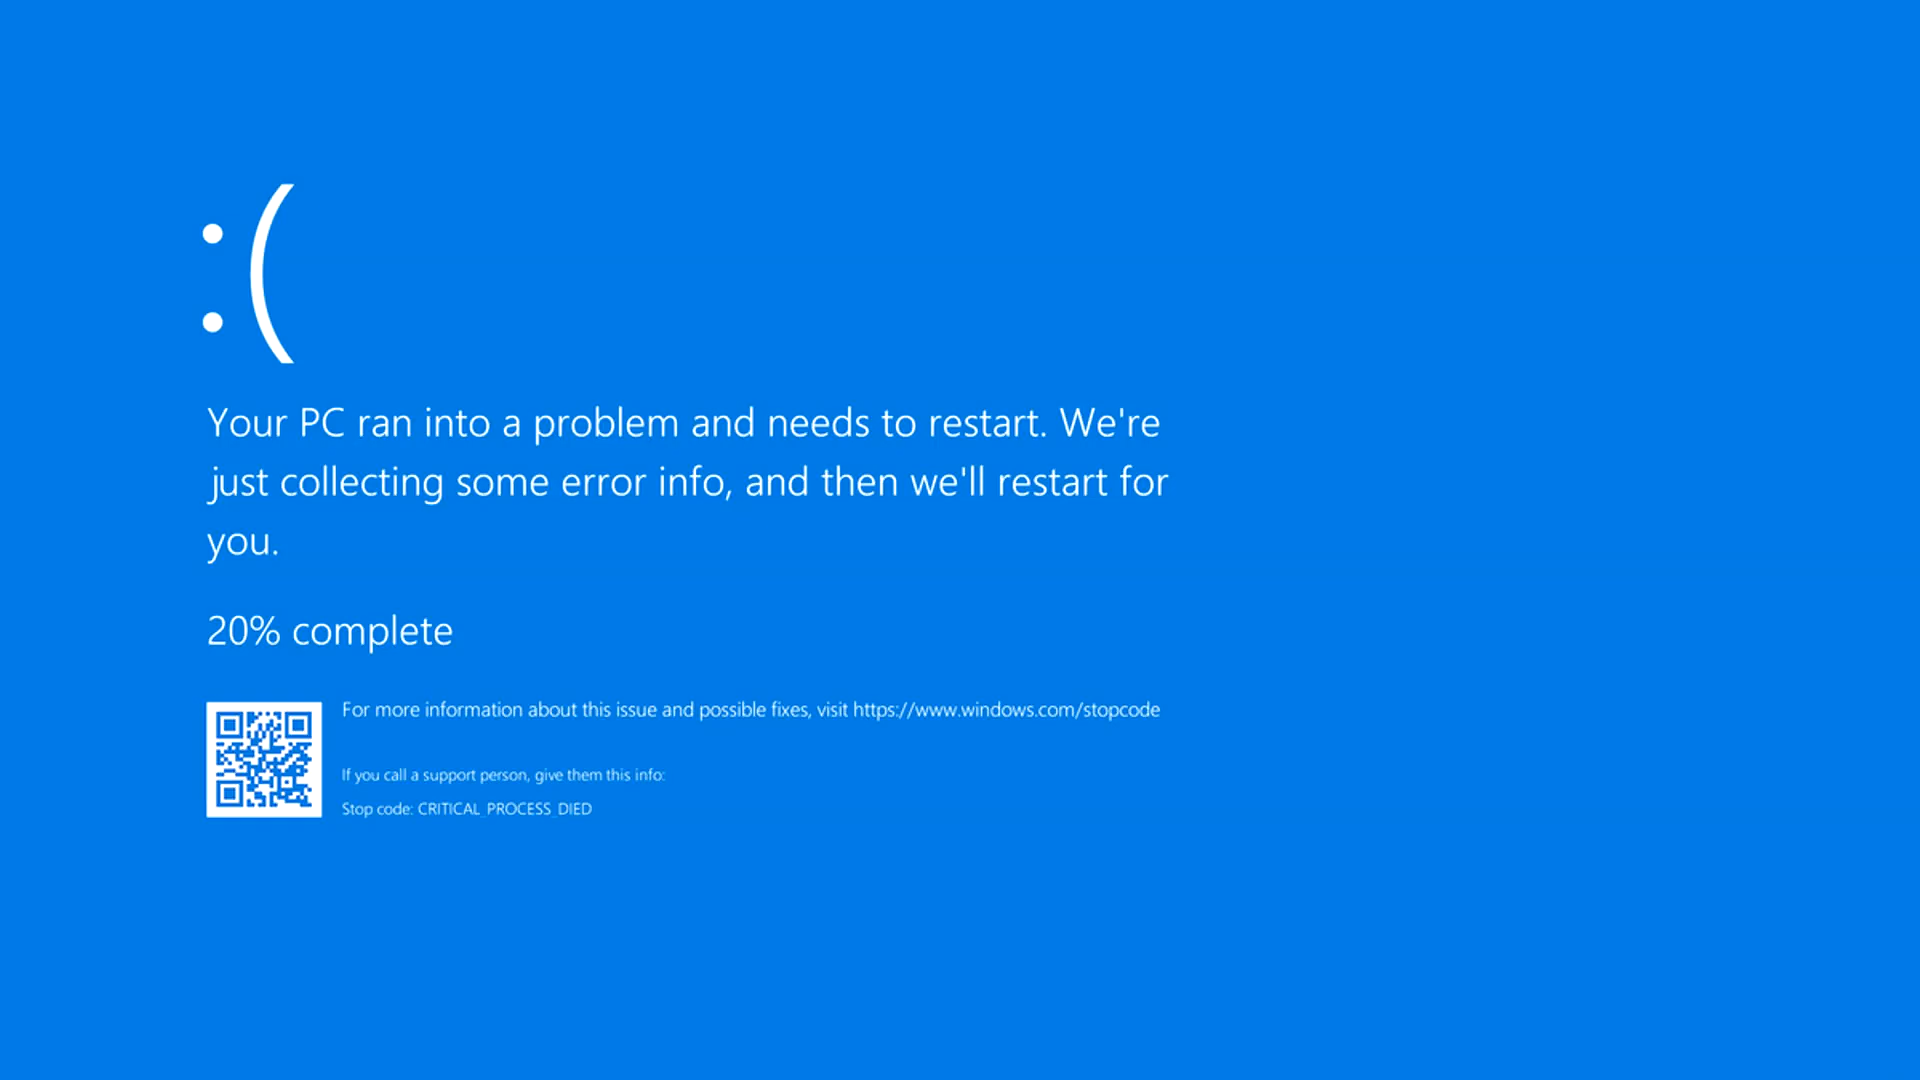 :(
Your PC ran into a problem and needs to restart. We're
just collecting some error info, and then we'll restart for
you.
20% complete
For more information about this issue and possible fixes, visit https://www.windows.com/stopcode
If you call a support person, give them this info:
Stop code: CRITICAL_PROCESS_DIED